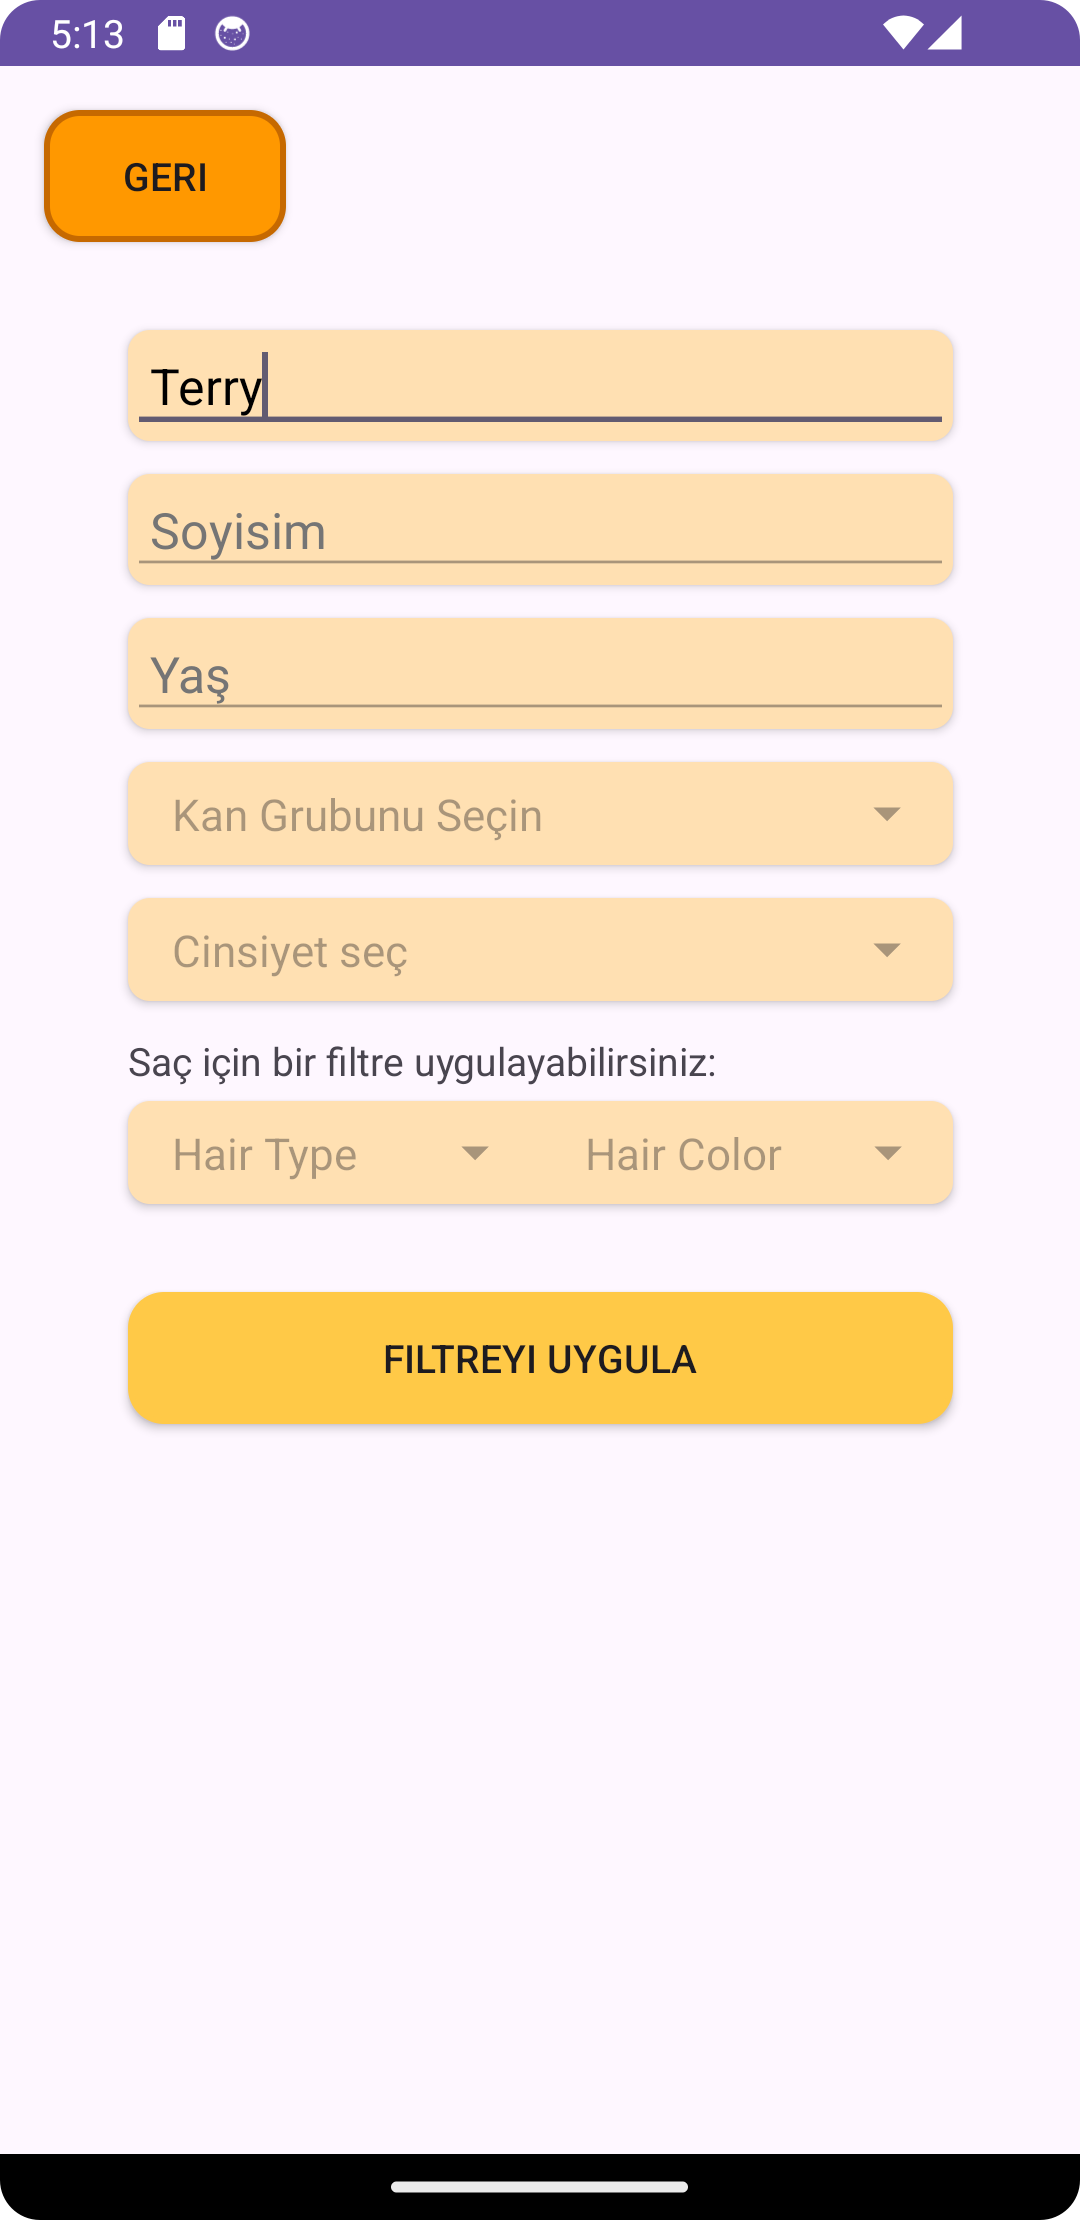 5:13
GERI
Terry
Soyisim
Yaş
Kan Grubunu Seçin
Cinsiyet seç
Saç için bir filtre uygulayabilirsiniz:
Hair Type Hair Color
FILTREYI UYGULA